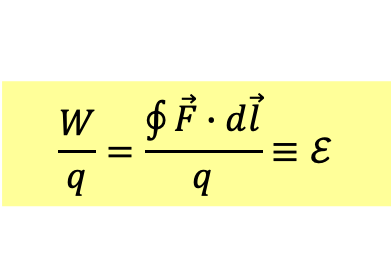 W/q = ∮ F⃗ · dl⃗ / q ≡ ℰ